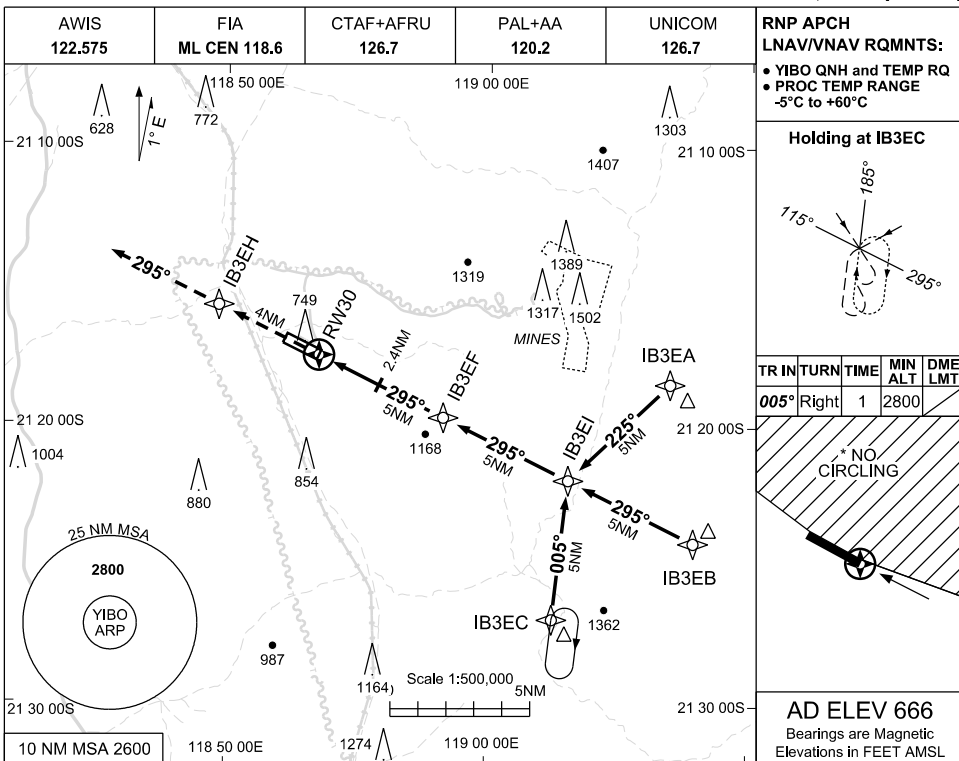 AWIS
122.575
FIA
ML CEN 118.6
CTAF+AFRU
126.7
PAL+AA
120.2
UNICOM
126.7
RNP APCH
LNAV/VNAV RQMNTS:
• YIBO QNH and TEMP RQ
• PROC TEMP RANGE
-5°C to +60°C
Holding at IB3EC
185°
115°
295°
TR IN TURN TIME MIN ALT DME LMT
005° Right 1 2800
* NO
CIRCLING
AD ELEV 666
Bearings are Magnetic
Elevations in FEET AMSL
118 50 00E
119 00 00E
628
1° E
772
1303
21 10 00S
21 10 00S
1407
IB3EH
295°
4NM
749
RW30
1319
1389
1317
1502
MINES
2.4NM
295°
5NM
IB3EF
IB3EA
225°
5NM
21 20 00S
21 20 00S
1168
295°
5NM
IB3EI
1004
880
854
295°
5NM
IB3EB
005°
5NM
25 NM MSA
2800
YIBO
ARP
IB3EC
1362
987
1164)
Scale 1:500,000
5NM
21 30 00S
21 30 00S
10 NM MSA 2600
118 50 00E
1274
119 00 00E